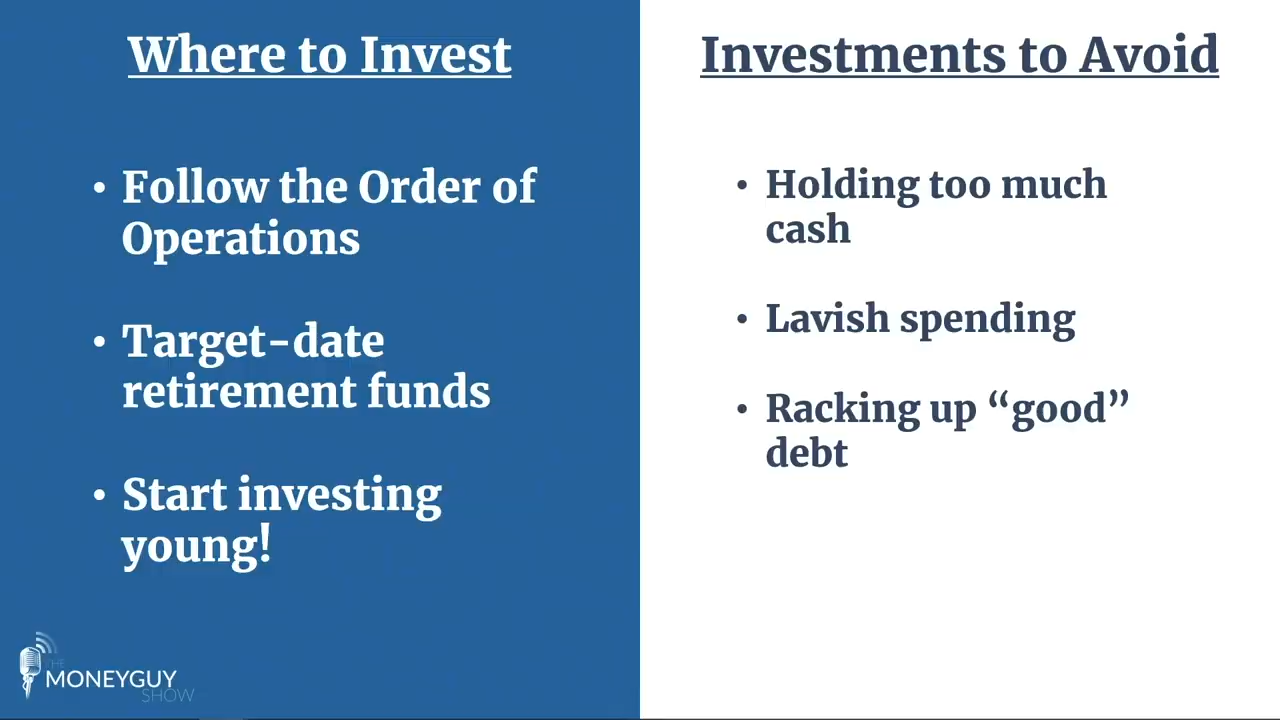 Where to Invest
• Follow the Order of
Operations
• Target-date
retirement funds
• Start investing
young!
Investments to Avoid
• Holding too much
cash
• Lavish spending
• Racking up “good”
debt
THE
MONEYGUY
SHOW